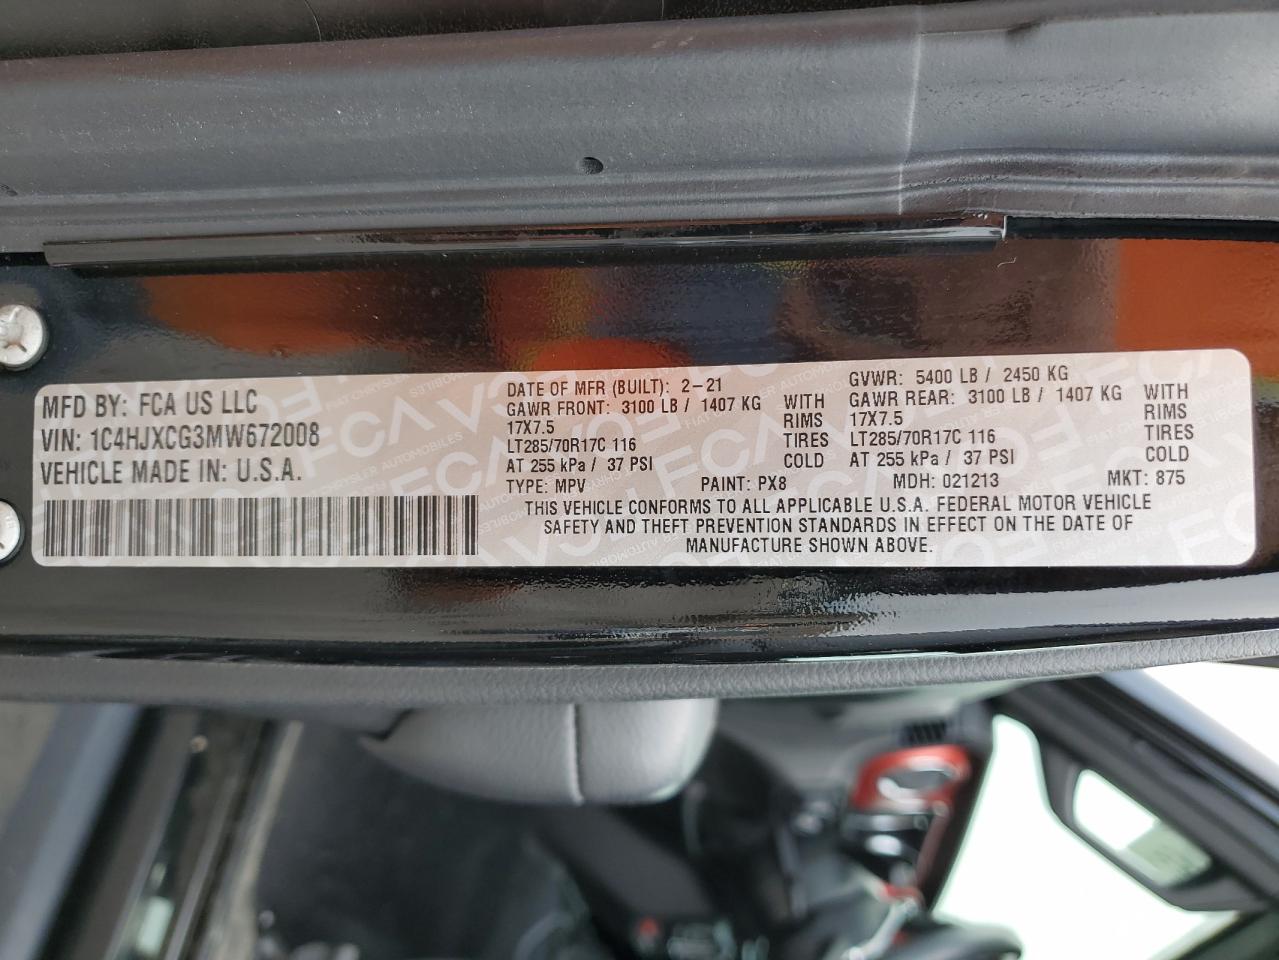 MFD BY: FCA US LLC
VIN: 1C4HJXCG3MW672008
VEHICLE MADE IN: U.S.A.
DATE OF MFR (BUILT): 2-21
GAWR FRONT: 3100 LB / 1407 KG WITH
17X7.5 RIMS
LT285/70R17C 116 TIRES
AT 255 kPa / 37 PSI COLD
GVWR: 5400 LB / 2450 KG
GAWR REAR: 3100 LB / 1407 KG WITH
17X7.5 RIMS
LT285/70R17C 116 TIRES
AT 255 kPa / 37 PSI COLD
TYPE: MPV PAINT: PX8 MDH: 021213 MKT: 875
THIS VEHICLE CONFORMS TO ALL APPLICABLE U.S.A. FEDERAL MOTOR VEHICLE
SAFETY AND THEFT PREVENTION STANDARDS IN EFFECT ON THE DATE OF
MANUFACTURE SHOWN ABOVE.